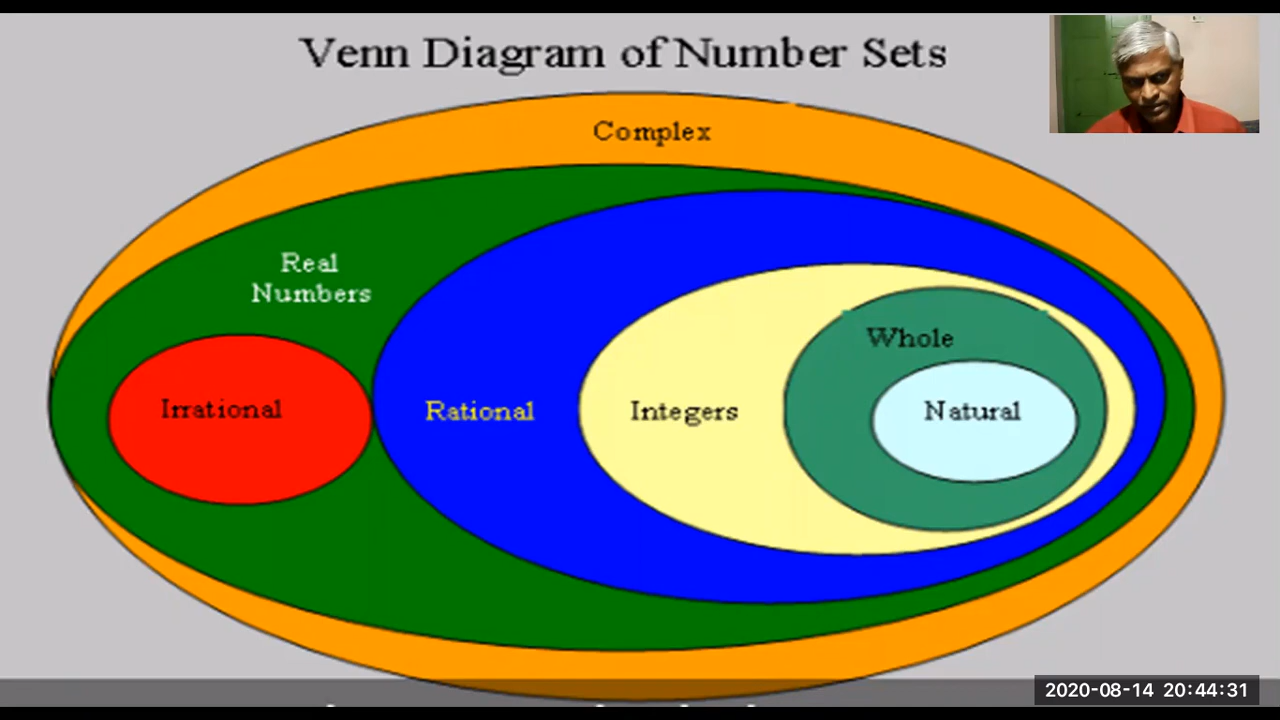 Venn Diagram of Number Sets
Complex
Real
Numbers
Irrational
Rational
Integers
Whole
Natural
2020-08-14 20:44:31